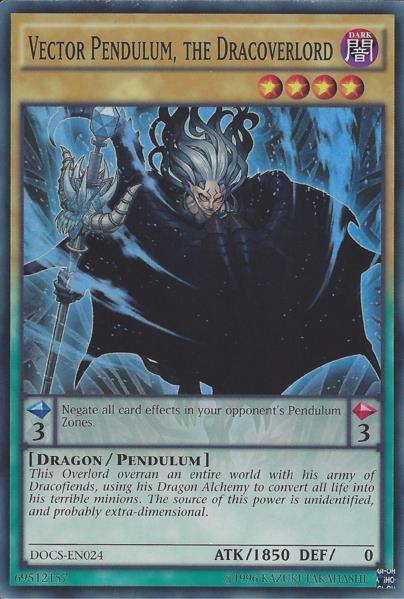 VECTOR PENDULUM, THE DRACOVERLORD
DARK
闇
Negate all card effects in your opponent's Pendulum
Zones.
3
3
[DRAGON / PENDULUM]
This Overlord overran an entire world with his army of
Dracofiends, using his Dragon Alchemy to convert all life into
his terrible minions. The source of this power is unidentified,
and probably extra-dimensional.
DOCS-EN024
ATK/1850 DEF/ 0
69512157
©1996 KAZUKI TAKAHASHI